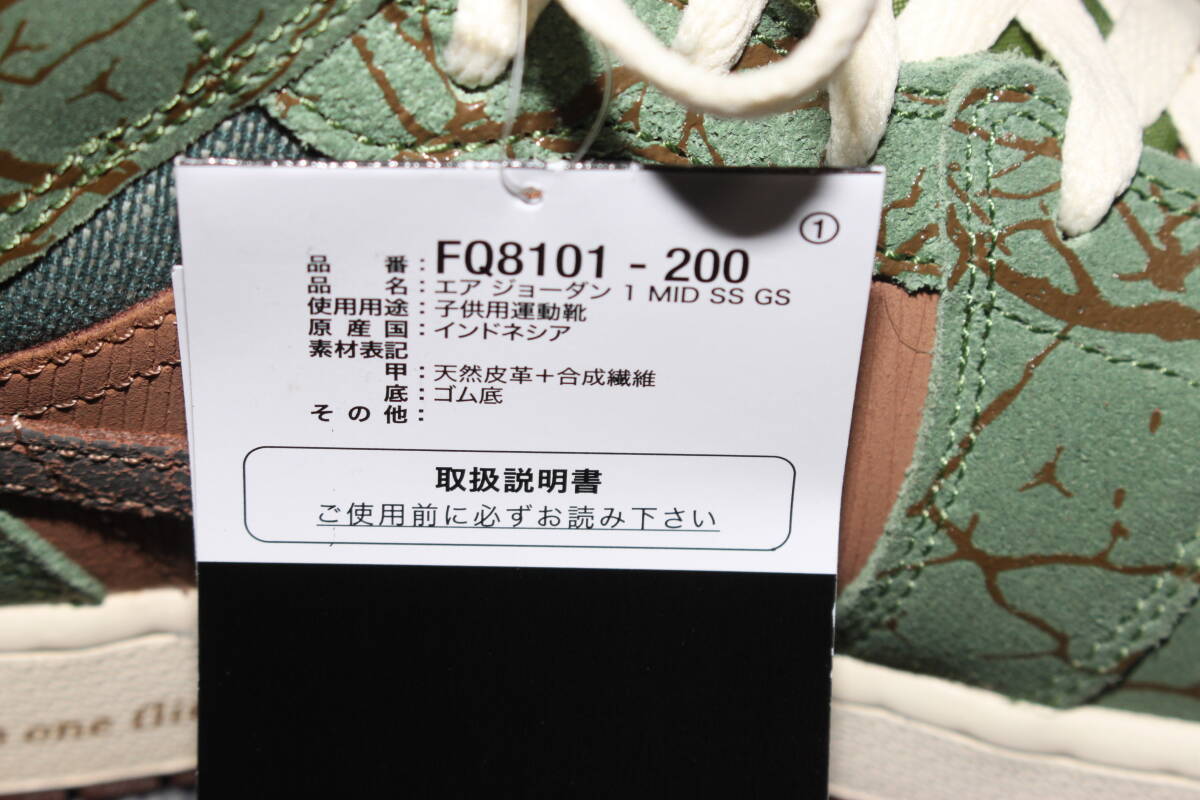 ①
品 番 : FQ8101 - 200
品 名 : エア ジョーダン 1 MID SS GS
使用用途 : 子供用運動靴
原 産 国 : インドネシア
素材表記
甲 : 天然皮革＋合成繊維
底 : ゴム底
そ の 他 :
取扱説明書
ご使用前に必ずお読み下さい
one